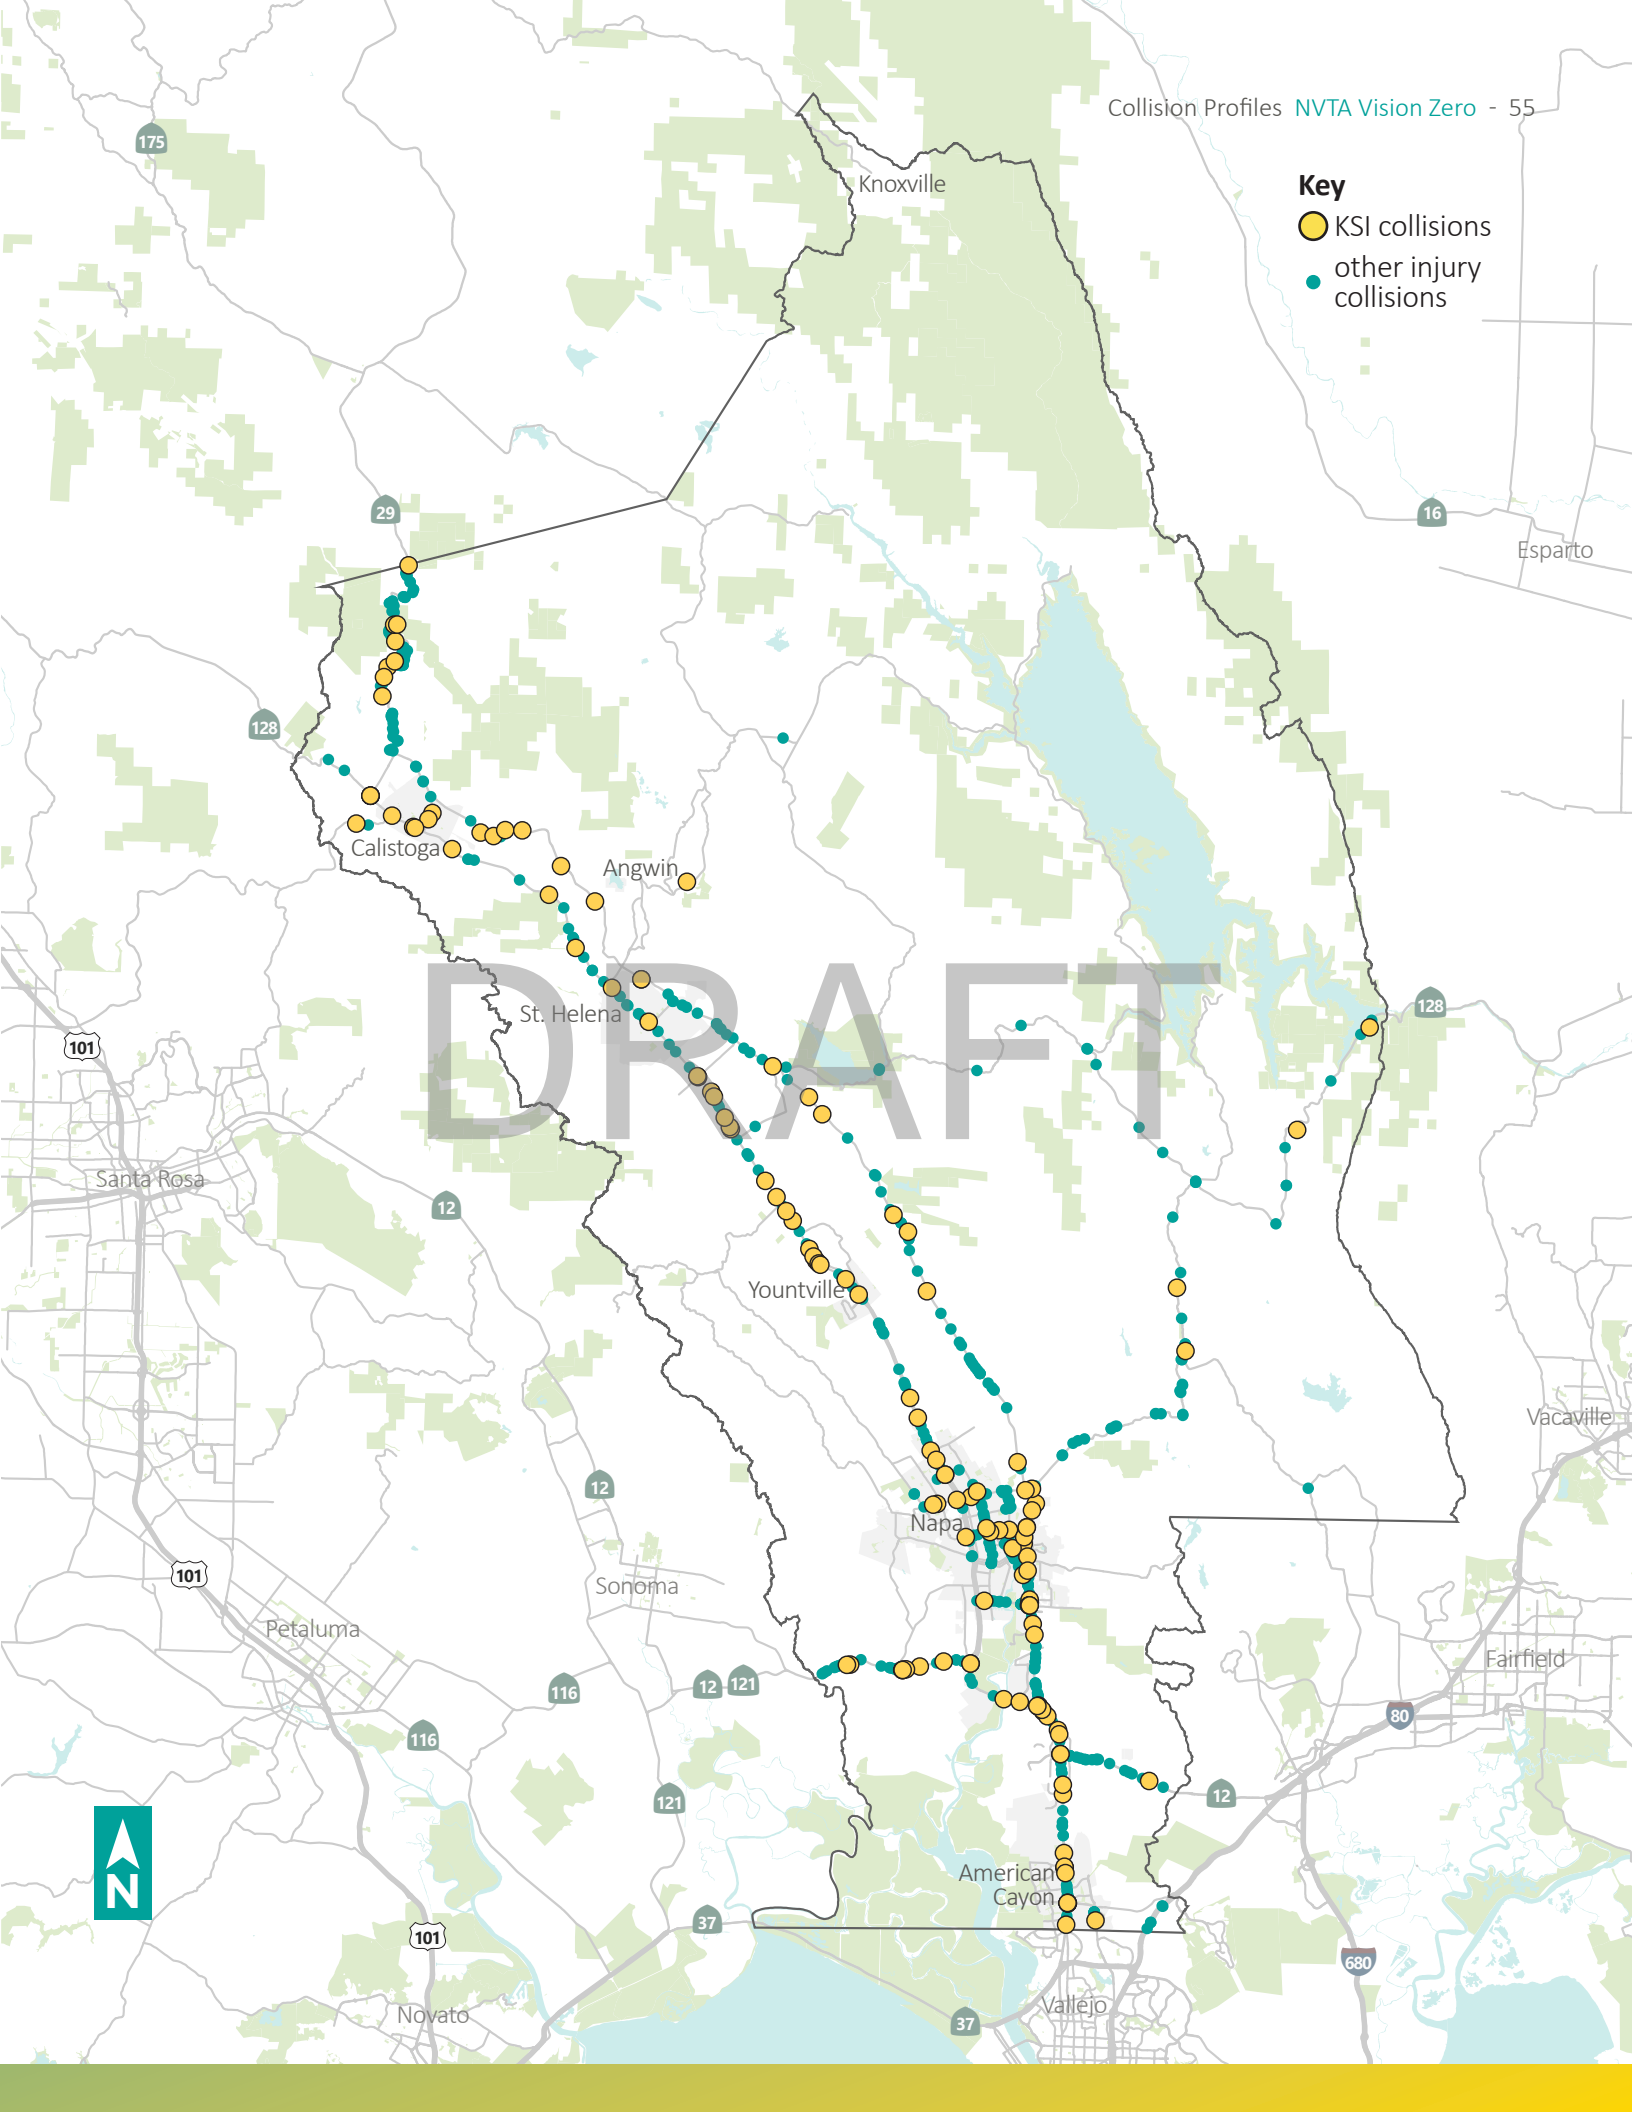 Collision Profiles NVTA Vision Zero - 55
Key
KSI collisions
other injury
collisions
175
Knoxville
29
16
Esparto
128
Calistoga
Angwin
DRAFT
St. Helena
128
101
Santa Rosa
12
Yountville
Vacaville
12
Napa
101
Sonoma
Petaluma
Fairfield
116
12
121
80
116
121
12
American
Cayon
N
37
101
680
Novato
Vallejo
37